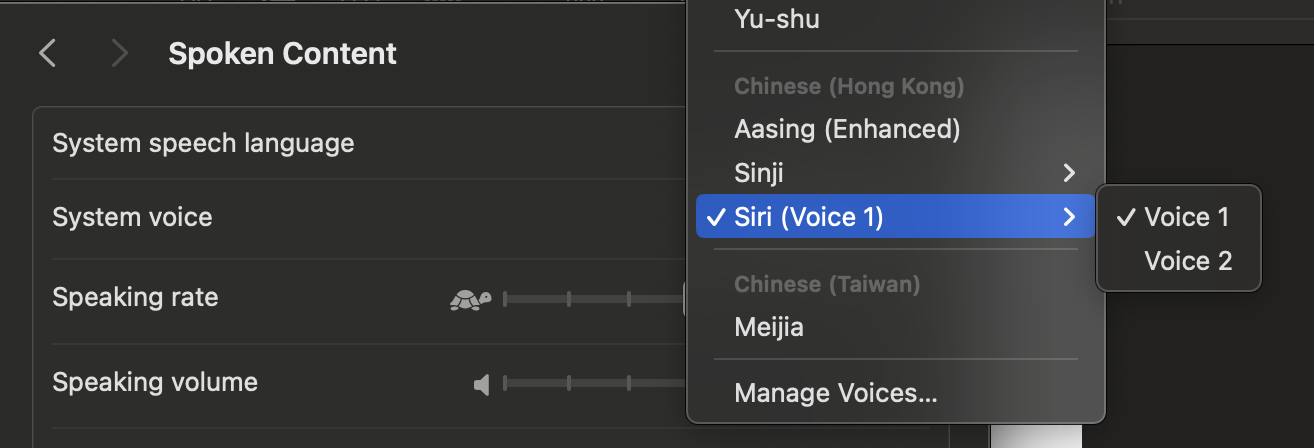 Spoken Content
System speech language
System voice
Speaking rate
Speaking volume
Yu-shu
Chinese (Hong Kong)
Aasing (Enhanced)
Sinji
Siri (Voice 1)
Chinese (Taiwan)
Meijia
Manage Voices...
Voice 1
Voice 2